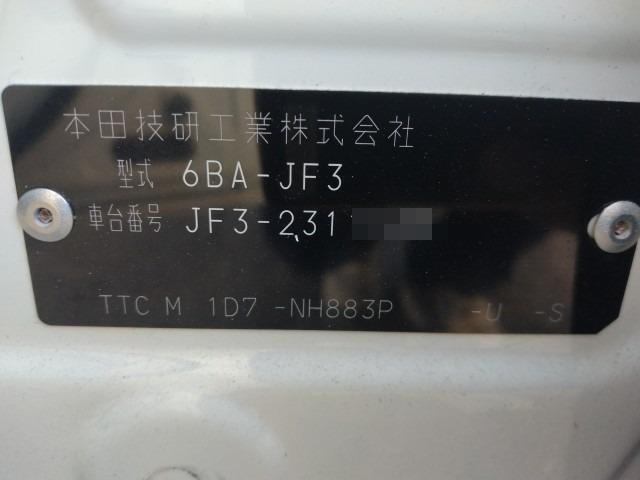 本田技研工業株式会社
型式 6BA-JF3
車台番号 JF3-231
TTC M 1D7 -NH883P -U -S